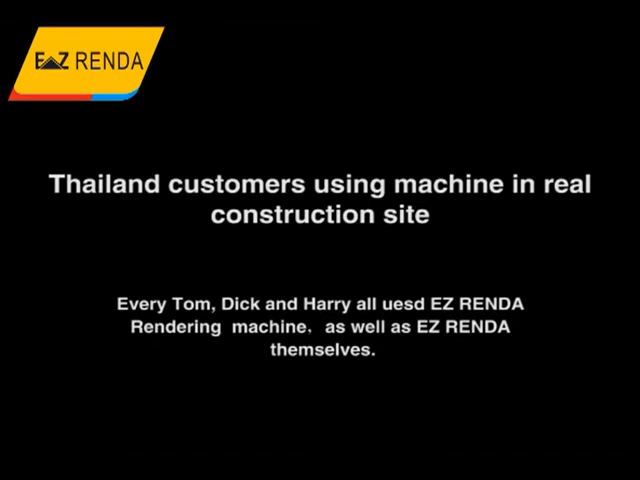 EZ RENDA
Thailand customers using machine in real
construction site
Every Tom, Dick and Harry all uesd EZ RENDA
Rendering machine, as well as EZ RENDA
themselves.